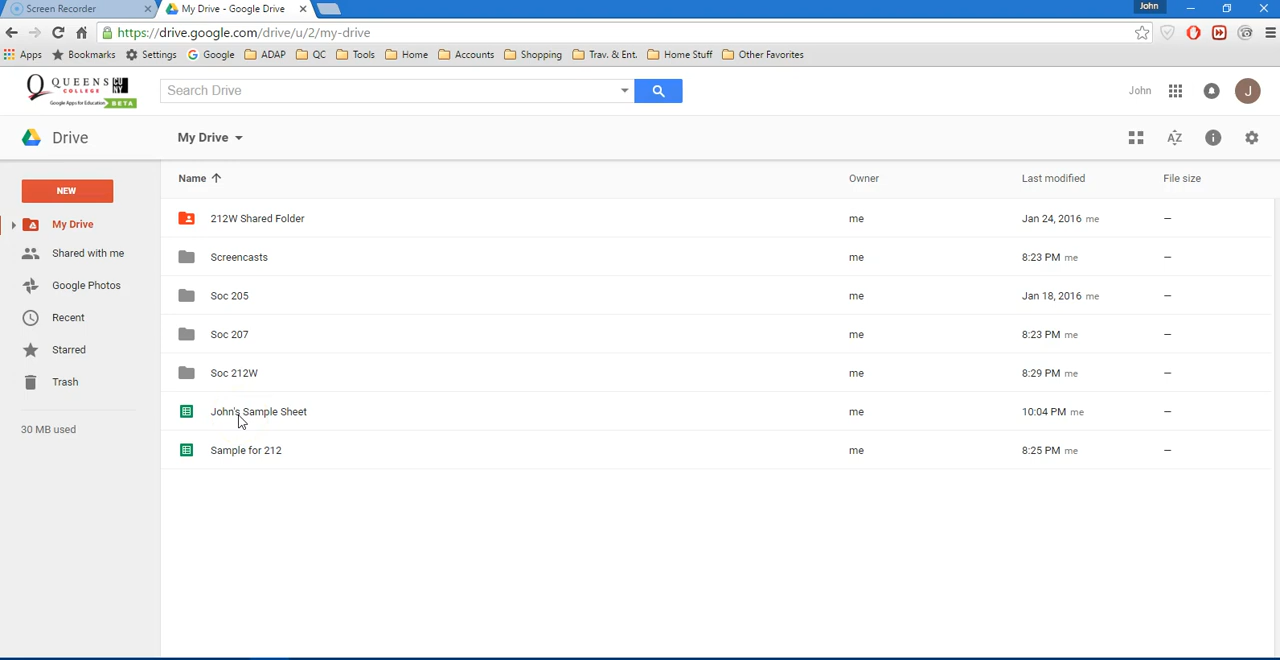 Screen Recorder
My Drive - Google Drive
John
https://drive.google.com/drive/u/2/my-drive
Apps Bookmarks Settings Google ADAP QC Tools Home Accounts Shopping Trav. & Ent. Home Stuff Other Favorites
QUEENS CUNY
COLLEGE
Google Apps for Education BETA
Search Drive
John
J
Drive
My Drive
AZ
NEW
Name Owner Last modified File size
My Drive
Shared with me
Google Photos
Recent
Starred
Trash
30 MB used
212W Shared Folder me Jan 24, 2016 me –
Screencasts me 8:23 PM me –
Soc 205 me Jan 18, 2016 me –
Soc 207 me 8:23 PM me –
Soc 212W me 8:29 PM me –
John's Sample Sheet me 10:04 PM me –
Sample for 212 me 8:25 PM me –